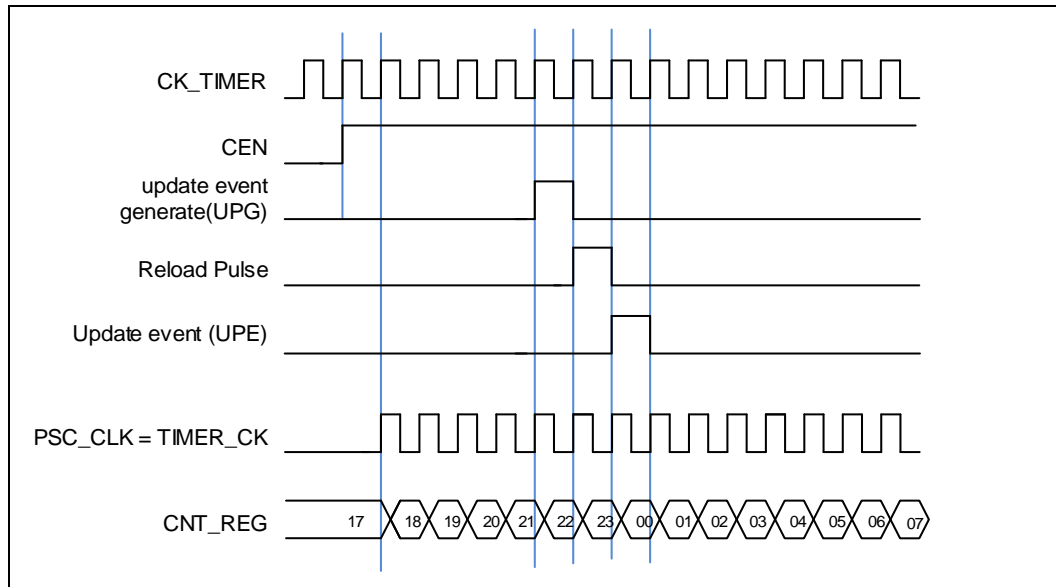 CK_TIMER
CEN
update event
generate(UPG)
Reload Pulse
Update event (UPE)
PSC_CLK = TIMER_CK
CNT_REG 17 18 19 20 21 22 23 00 01 02 03 04 05 06 07